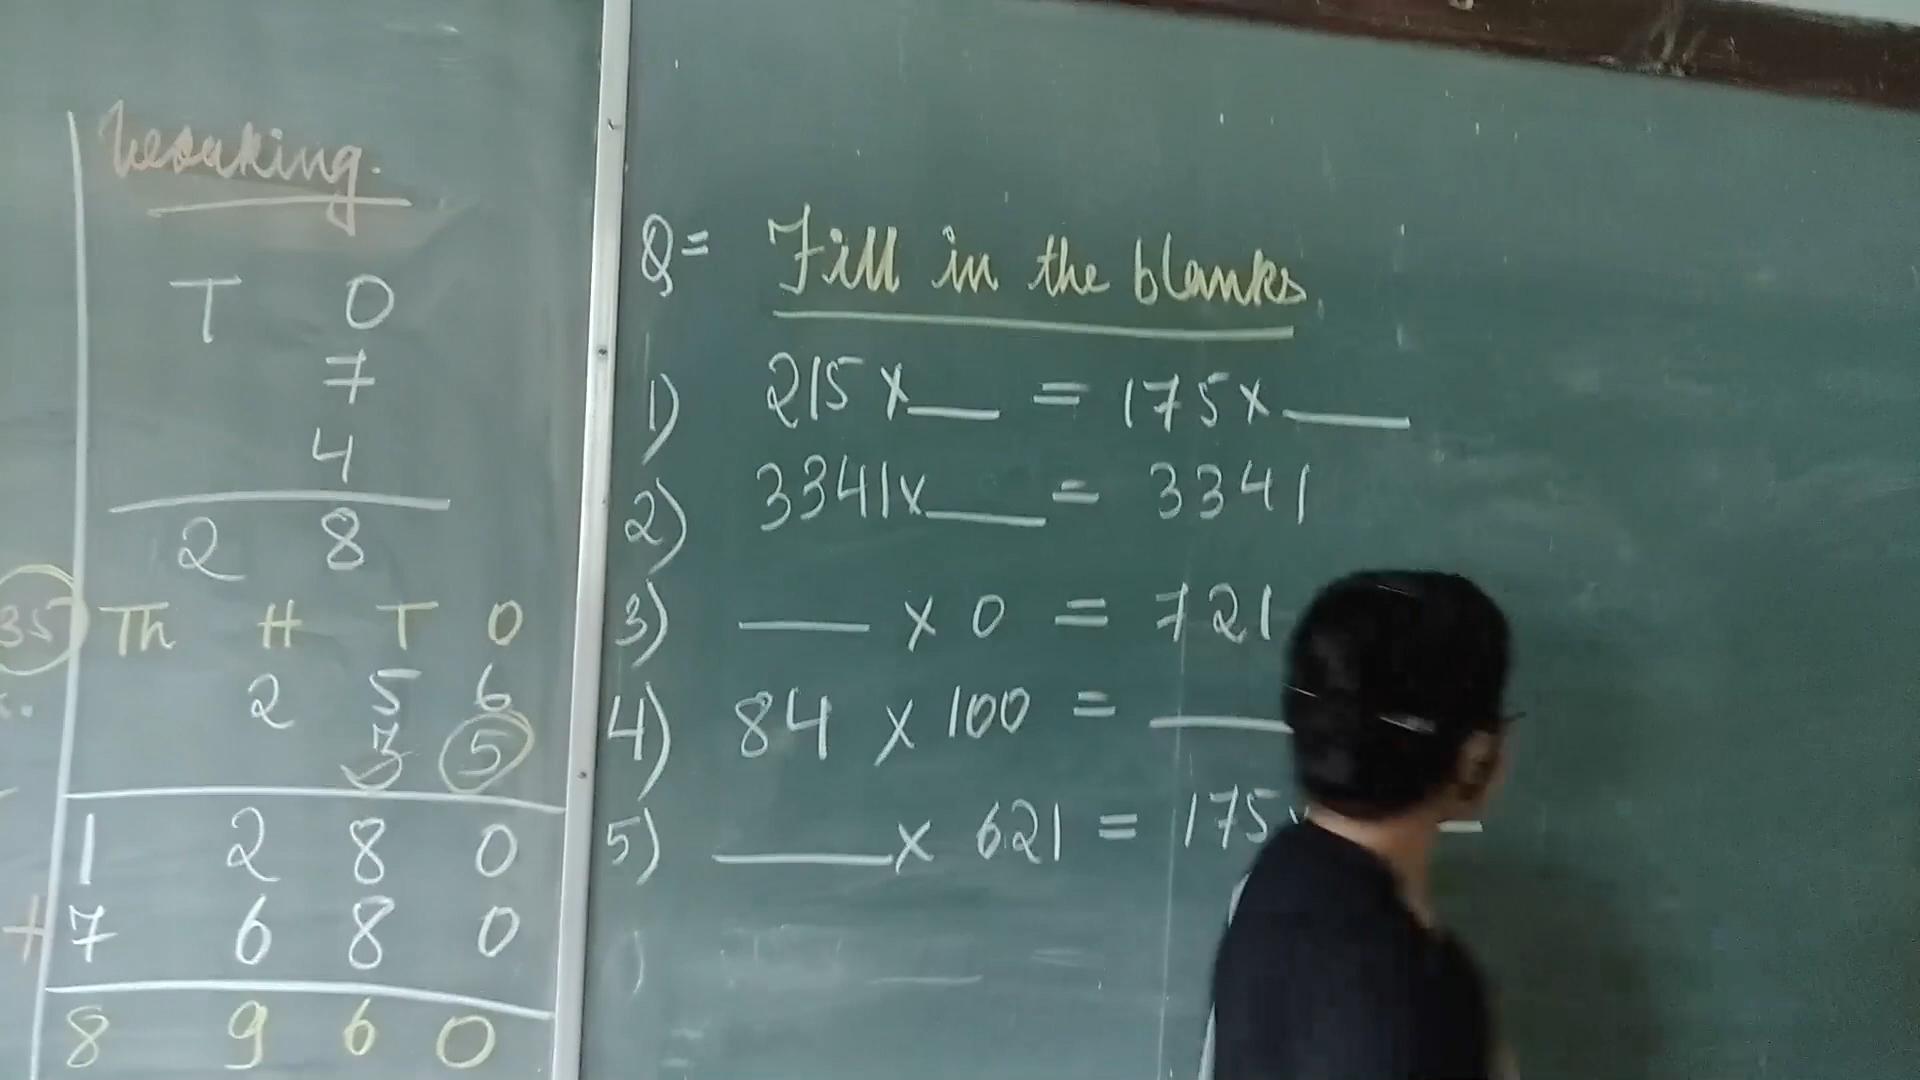 Working.
T O
7
4
2 8
35
Th H T O
2 5 6
3 5
1 2 8 0
+ 7 6 8 0
8 9 6 0
Q= Fill in the blanks.
1) 215 x ___ = 175 x ___
2) 3341 x ___ = 3341
3) ___ x 0 = 721
4) 84 x 100 = ___
5) ___ x 621 = 175 x